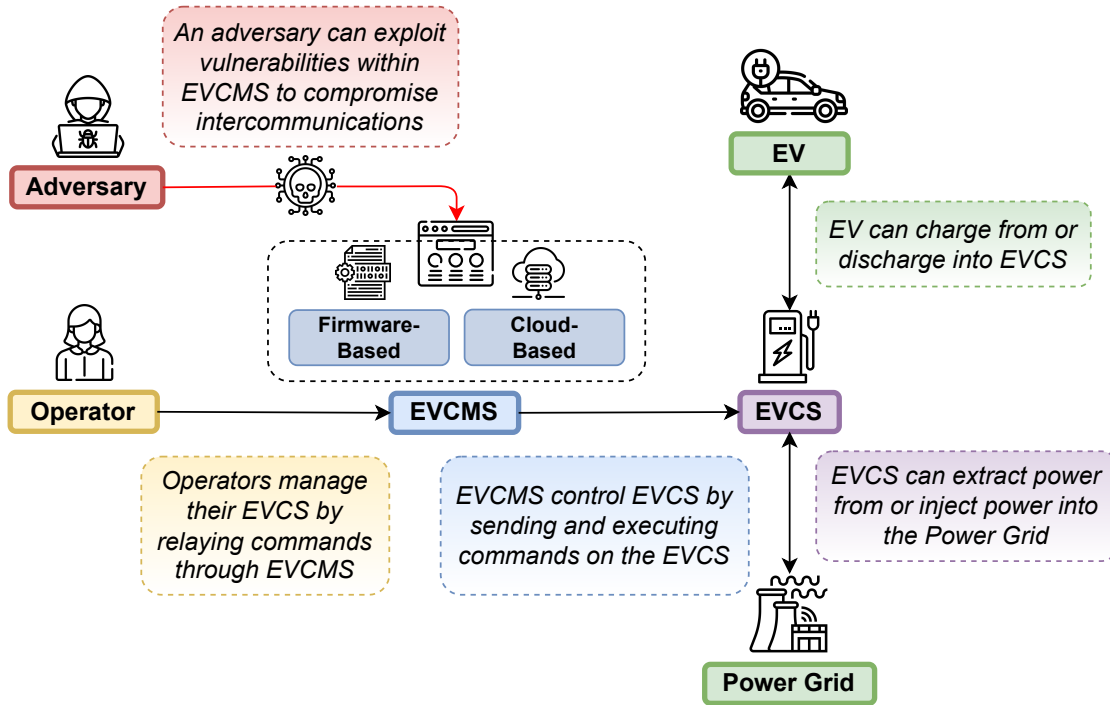 An adversary can exploit
vulnerabilities within
EVCMS to compromise
intercommunications
Adversary
EV
EV can charge from or
discharge into EVCS
Firmware-
Based
Cloud-
Based
Operator
EVCMS
EVCS
Operators manage
their EVCS by
relaying commands
through EVCMS
EVCMS control EVCS by
sending and executing
commands on the EVCS
EVCS can extract power
from or inject power into
the Power Grid
Power Grid